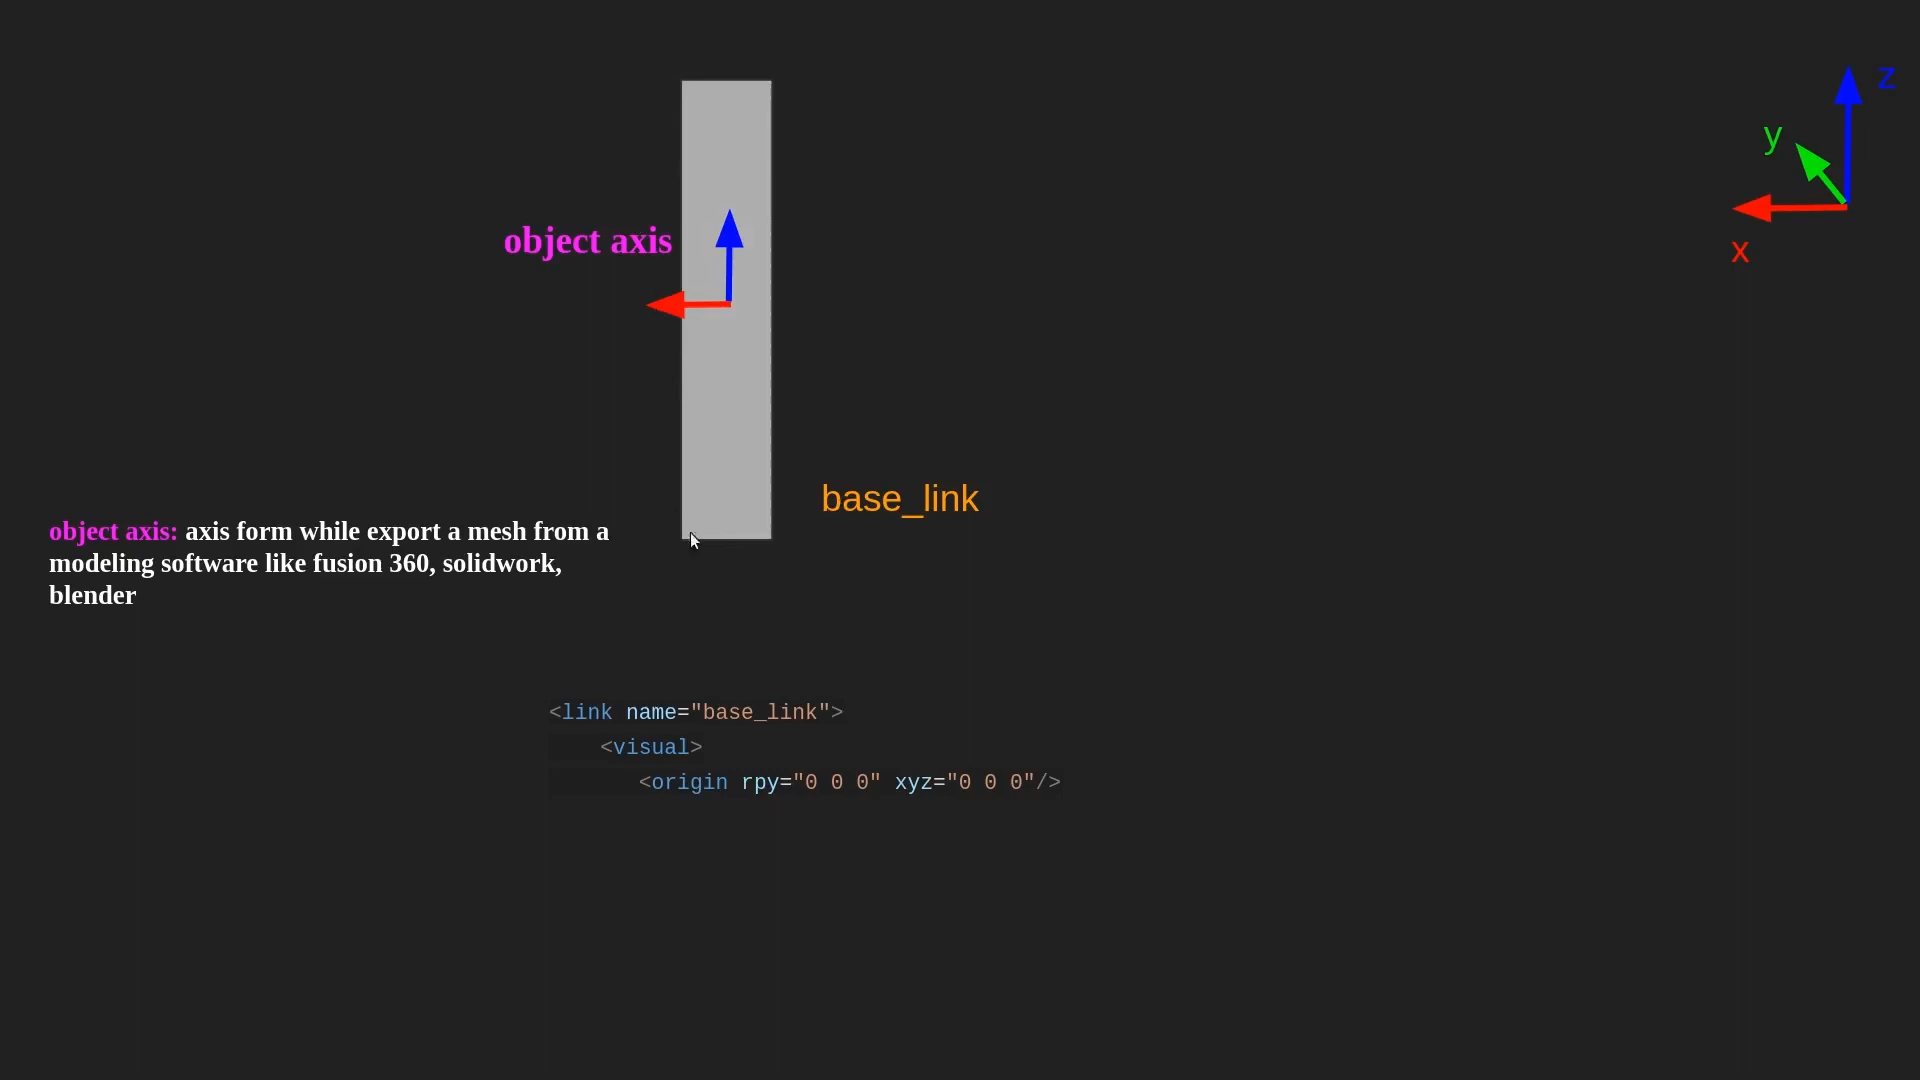 z
y
x
object axis
base_link
object axis: axis form while export a mesh from a
modeling software like fusion 360, solidwork,
blender
<link name="base_link">
<visual>
<origin rpy="0 0 0" xyz="0 0 0"/>